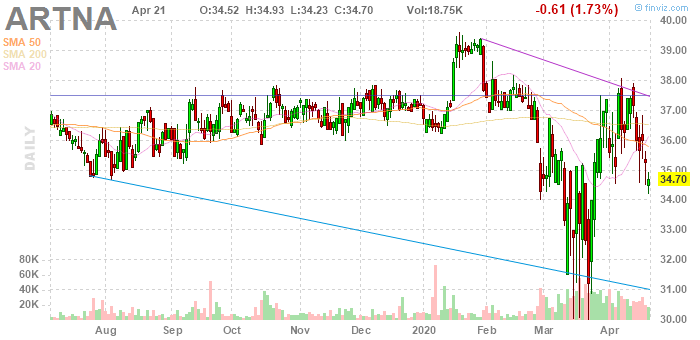 ARTNA
Apr 21 O:34.52 H:34.93 L:34.23 C:34.70 Vol:18.75K -0.61 (1.73%)
© finviz.com
SMA 50
SMA 200
SMA 20
DAILY
40.00
39.00
38.00
37.00
36.00
35.00
34.70
34.00
33.00
32.00
31.00
30.00
80K
60K
40K
20K
Aug Sep Oct Nov Dec 2020 Feb Mar Apr